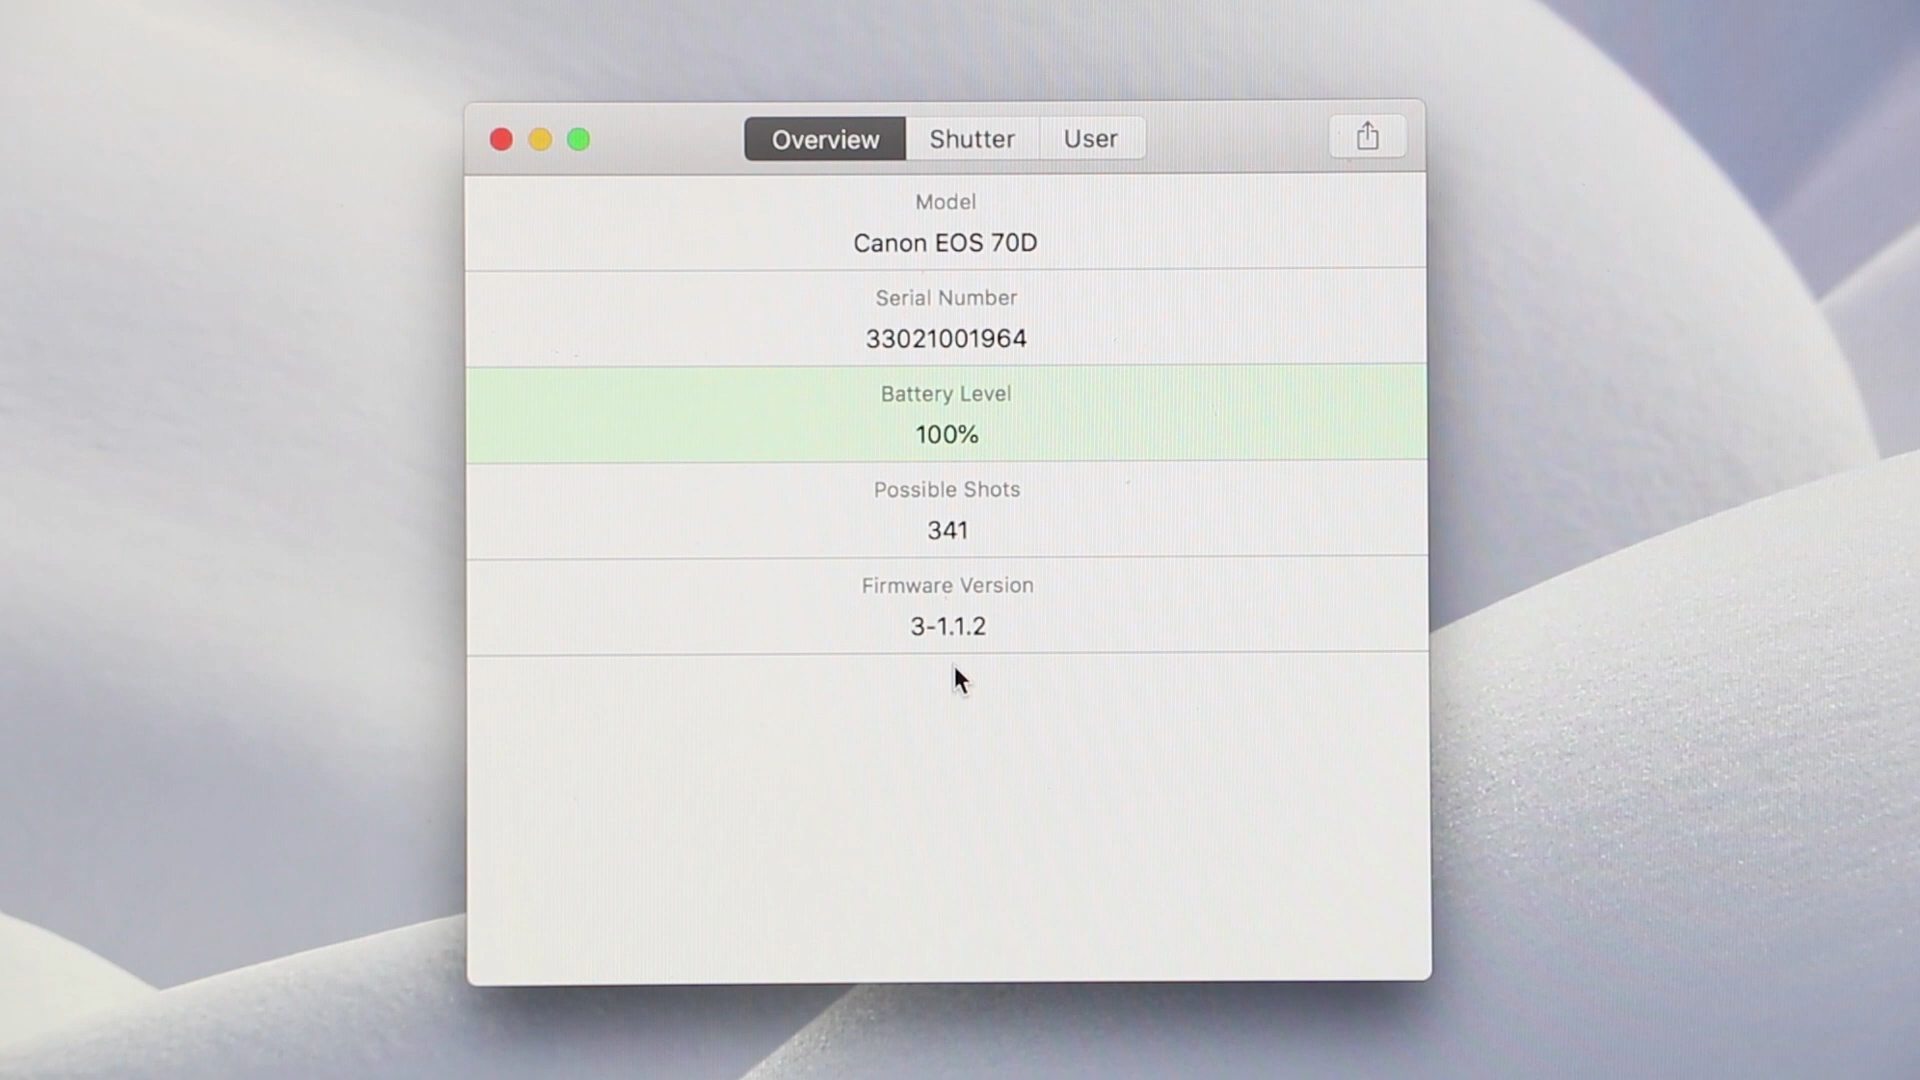 Overview Shutter User
Model
Canon EOS 70D
Serial Number
33021001964
Battery Level
100%
Possible Shots
341
Firmware Version
3-1.1.2